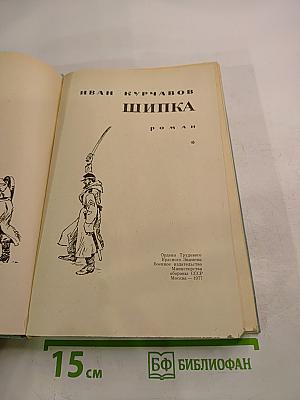 ИВАН КУРЧАВОВ
ШИПКА
роман
*
Ордена Трудового
Красного Знамени
Военное издательство
Министерства
обороны СССР
Москва — 1977
15 см
БФ БИБЛИОФАН